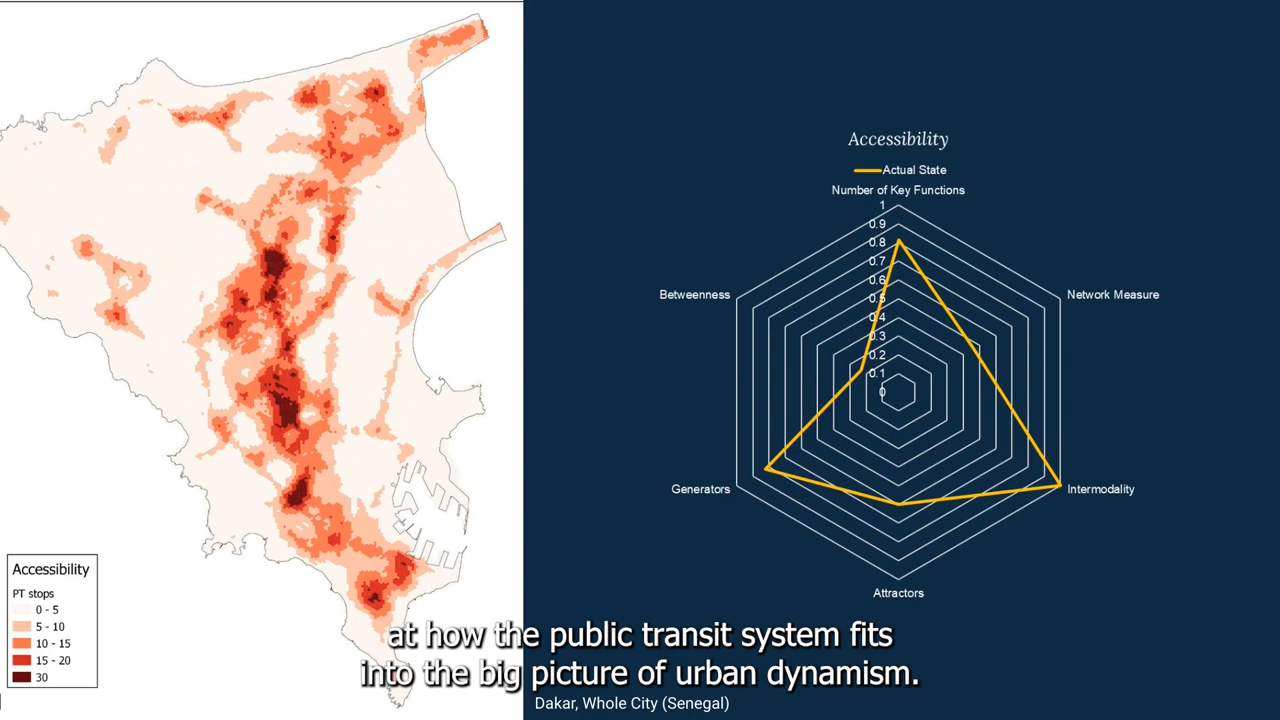 Accessibility
PT stops
0 - 5
5 - 10
10 - 15
15 - 20
30
Accessibility
Actual State
Number of Key Functions
1
0.9
0.8
0.7
0.6
0.5
0.4
0.3
0.2
0.1
0
Betweenness
Network Measure
Generators
Intermodality
Attractors
at how the public transit system fits
into the big picture of urban dynamism.
Dakar, Whole City (Senegal)